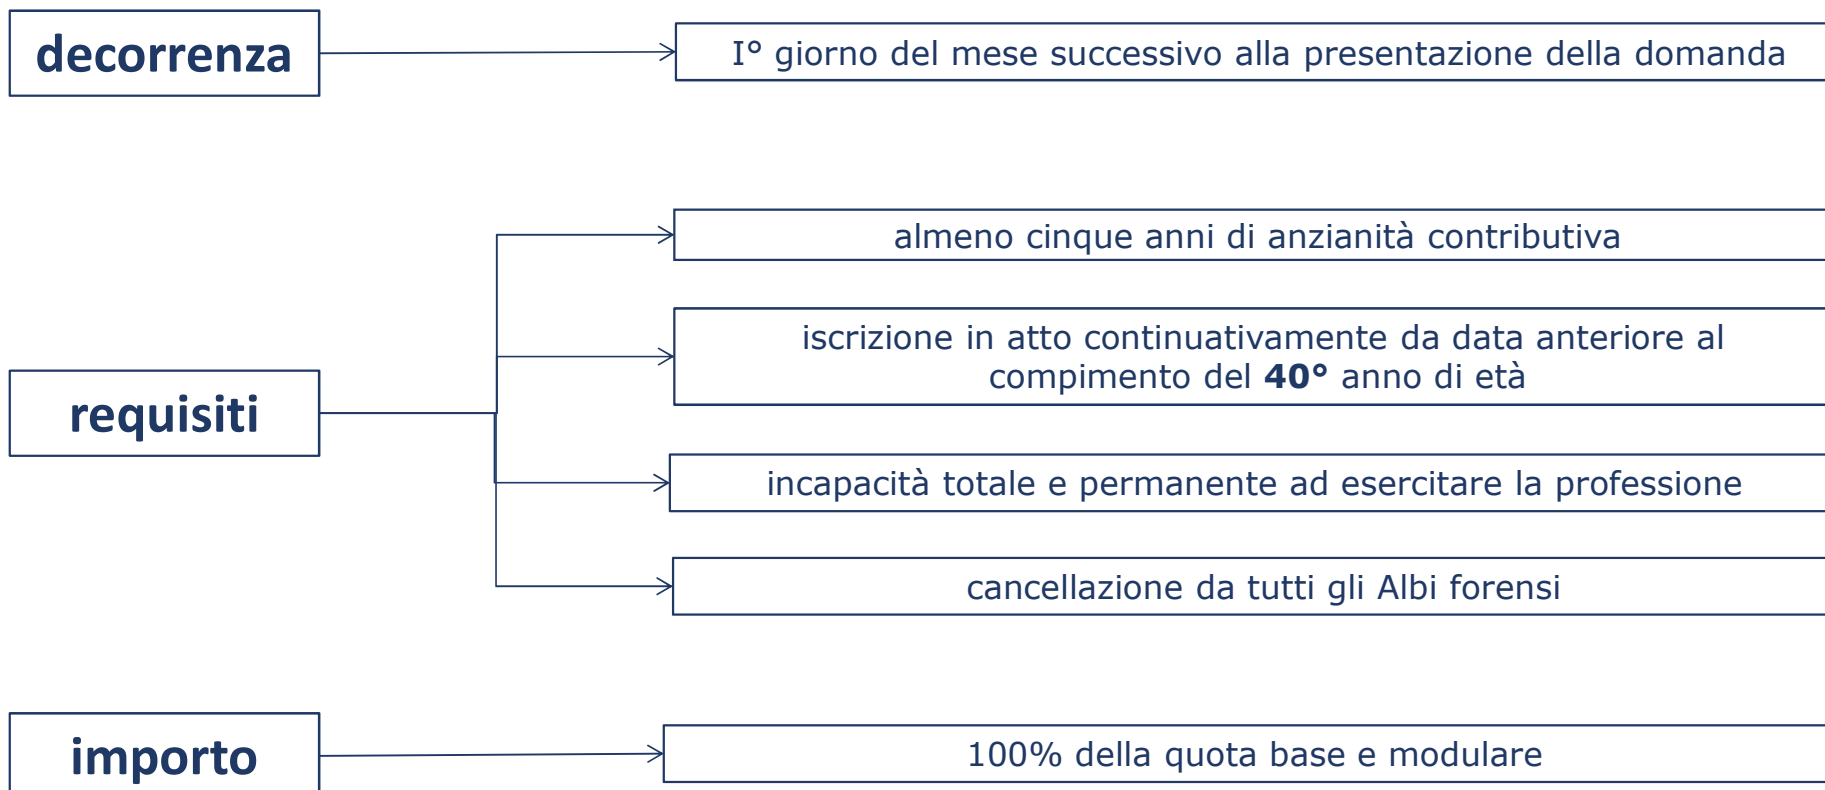 decorrenza
I° giorno del mese successivo alla presentazione della domanda
almeno cinque anni di anzianità contributiva
iscrizione in atto continuativamente da data anteriore al
compimento del 40° anno di età
requisiti
incapacità totale e permanente ad esercitare la professione
cancellazione da tutti gli Albi forensi
importo
100% della quota base e modulare